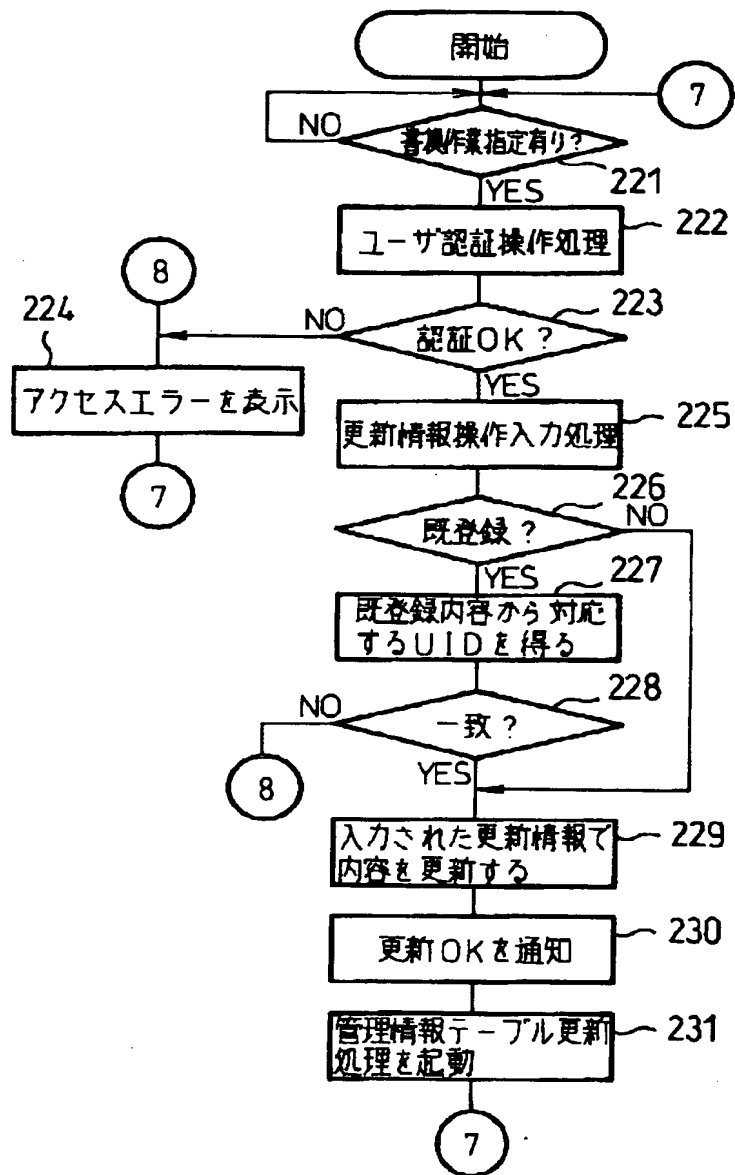 開始
7
NO
書換作業指定有り?
221
YES
ユーザ認証操作処理
222
8
224
NO
認証OK?
223
アクセスエラーを表示
YES
更新情報操作入力処理
225
7
既登録?
226
NO
YES
227
既登録内容から対応
するUIDを得る
228
NO
一致?
8
YES
入力された更新情報で
内容を更新する
229
更新OKを通知
230
管理情報テーブル更新
処理を起動
231
7